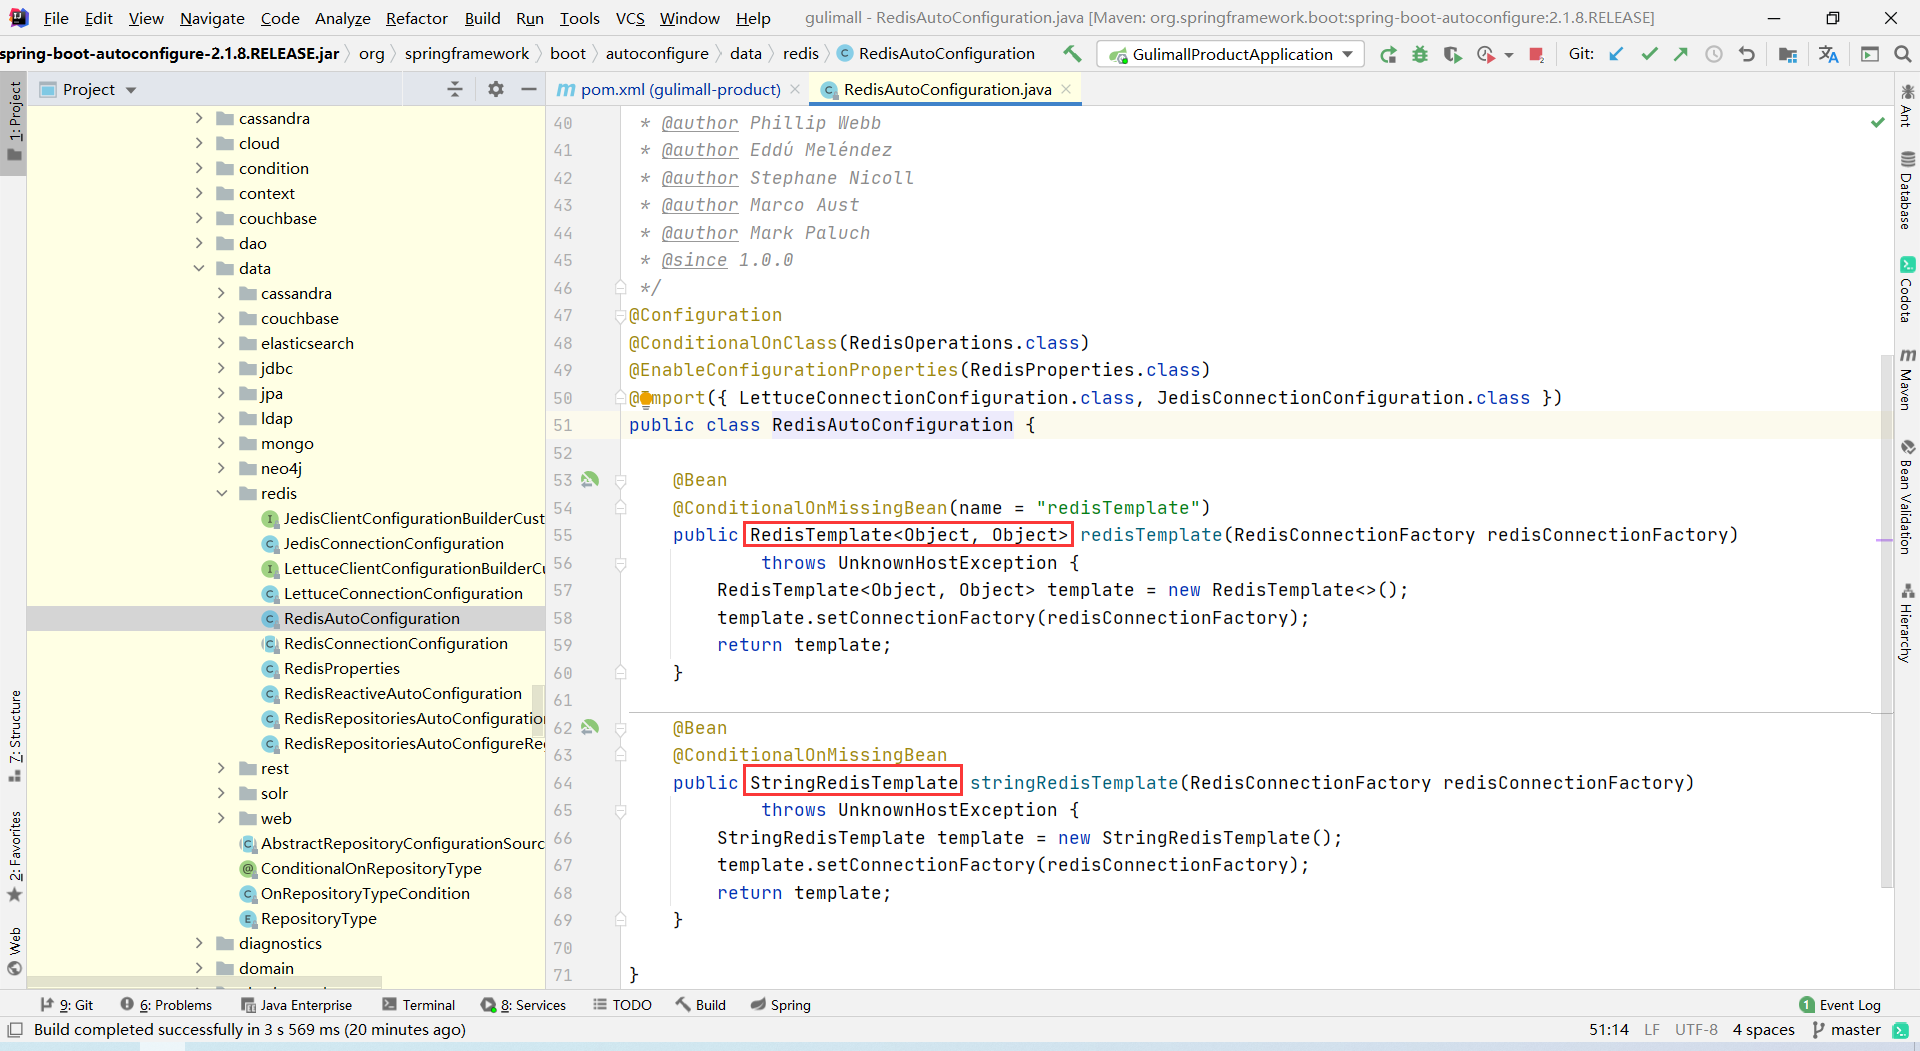 File Edit View Navigate Code Analyze Refactor Build Run Tools VCS Window Help gulimall - RedisAutoConfiguration.java [Maven: org.springframework.boot:spring-boot-autoconfigure:2.1.8.RELEASE]
spring-boot-autoconfigure-2.1.8.RELEASE.jar org springframework boot autoconfigure data redis RedisAutoConfiguration GulimallProductApplication Git:
Project
pom.xml (gulimall-product) RedisAutoConfiguration.java
1: Project
7: Structure
2: Favorites
Web
cassandra
cloud
condition
context
couchbase
dao
data
cassandra
couchbase
elasticsearch
jdbc
jpa
ldap
mongo
neo4j
redis
JedisClientConfigurationBuilderCust
JedisConnectionConfiguration
LettuceClientConfigurationBuilderCu
LettuceConnectionConfiguration
RedisAutoConfiguration
RedisConnectionConfiguration
RedisProperties
RedisReactiveAutoConfiguration
RedisRepositoriesAutoConfiguration
RedisRepositoriesAutoConfigureReg
rest
solr
web
AbstractRepositoryConfigurationSourc
ConditionalOnRepositoryType
OnRepositoryTypeCondition
RepositoryType
diagnostics
domain
40 * @author Phillip Webb
41 * @author Eddú Meléndez
42 * @author Stephane Nicoll
43 * @author Marco Aust
44 * @author Mark Paluch
45 * @since 1.0.0
46 */
47 @Configuration
48 @ConditionalOnClass(RedisOperations.class)
49 @EnableConfigurationProperties(RedisProperties.class)
50 @Import({ LettuceConnectionConfiguration.class, JedisConnectionConfiguration.class })
51 public class RedisAutoConfiguration {
52
53 @Bean
54 @ConditionalOnMissingBean(name = "redisTemplate")
55 public RedisTemplate<Object, Object> redisTemplate(RedisConnectionFactory redisConnectionFactory)
56 throws UnknownHostException {
57 RedisTemplate<Object, Object> template = new RedisTemplate<>();
58 template.setConnectionFactory(redisConnectionFactory);
59 return template;
60 }
61
62 @Bean
63 @ConditionalOnMissingBean
64 public StringRedisTemplate stringRedisTemplate(RedisConnectionFactory redisConnectionFactory)
65 throws UnknownHostException {
66 StringRedisTemplate template = new StringRedisTemplate();
67 template.setConnectionFactory(redisConnectionFactory);
68 return template;
69 }
70
71 }
Ant
Database
Codota
Maven
Bean Validation
Hierarchy
9: Git 6: Problems Java Enterprise Terminal 8: Services TODO Build Spring 1 Event Log
Build completed successfully in 3 s 569 ms (20 minutes ago) 51:14 LF UTF-8 4 spaces master